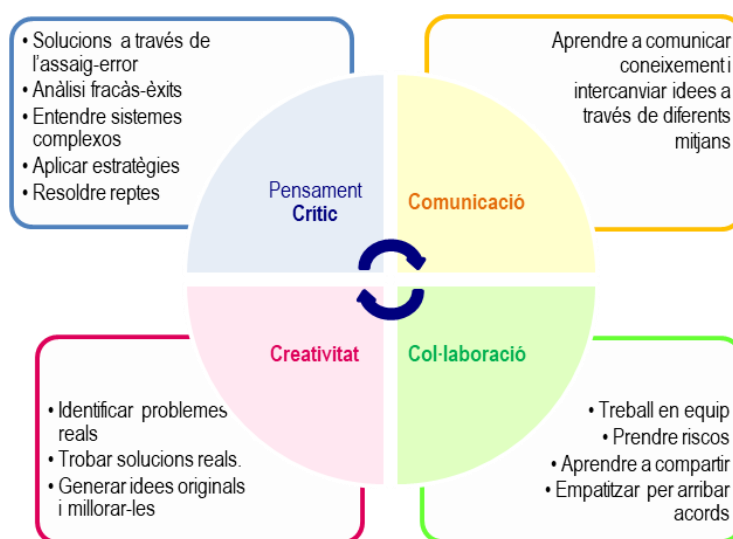 • Solucions a través de
l'assaig-error
• Anàlisi fracàs-èxits
• Entendre sistemes
complexos
• Aplicar estratègies
• Resoldre reptes
Aprendre a comunicar
coneixement i
intercanviar idees a
través de diferents
mitjans
Pensament
Crític
Comunicació
Creativitat
Col·laboració
• Identificar problemes
reals
• Trobar solucions reals.
• Generar idees originals
i millorar-les
• Treball en equip
• Prendre riscos
• Aprendre a compartir
• Empatitzar per arribar
acords